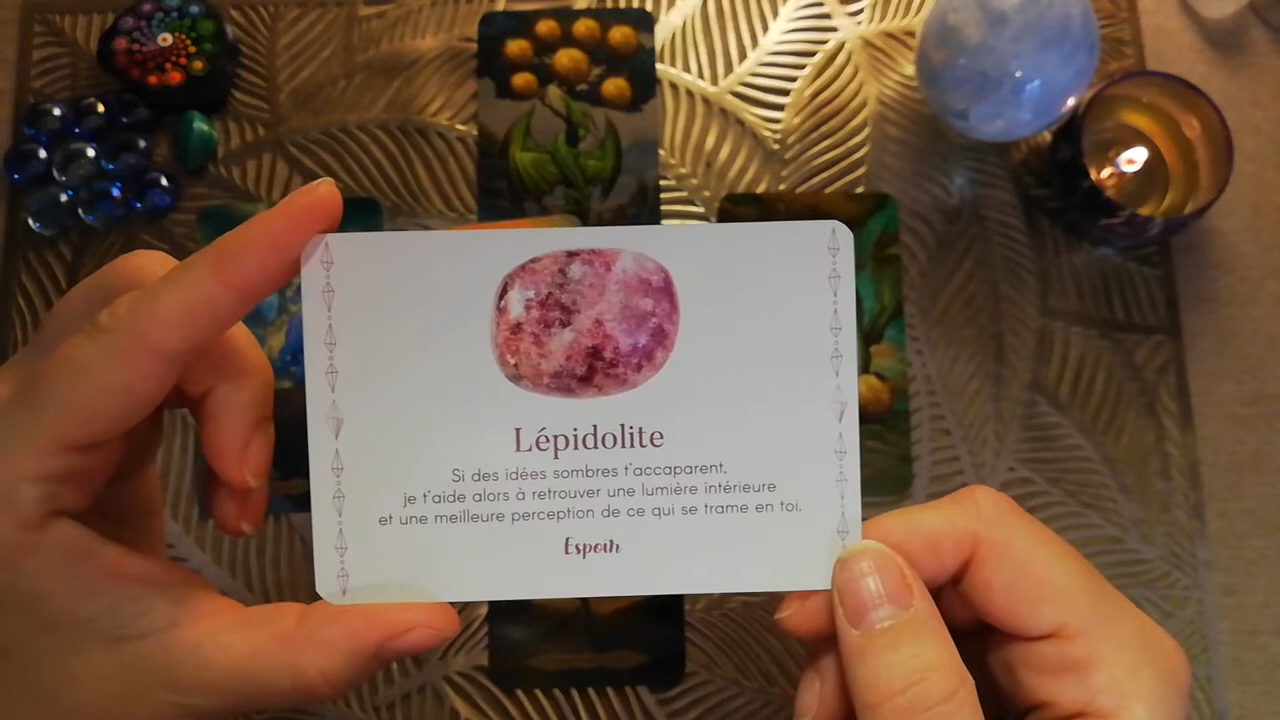 Lépidolite
Si des idées sombres t'accaparent,
je t'aide alors à retrouver une lumière intérieure
et une meilleure perception de ce qui se trame en toi.
Espoir